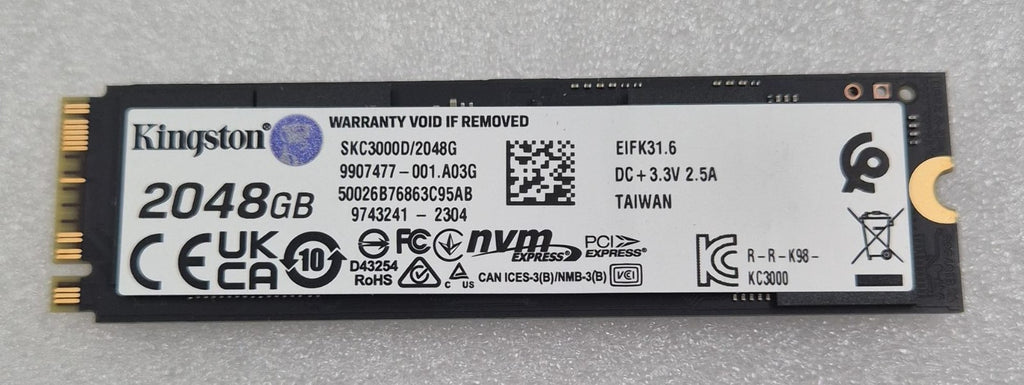 Kingston
WARRANTY VOID IF REMOVED
SKC3000D/2048G
9907477-001.A03G
50026B76863C95AB
9743241 - 2304
2048GB
EIFK31.6
DC + 3.3V 2.5A
TAIWAN
CE
UK
CA
10
D43254
RoHS
FC
C US
nvm
EXPRESS®
PCI
EXPRESS®
CAN ICES-3(B)/NMB-3(B)
VCI
KC
R-R-K98-
KC3000